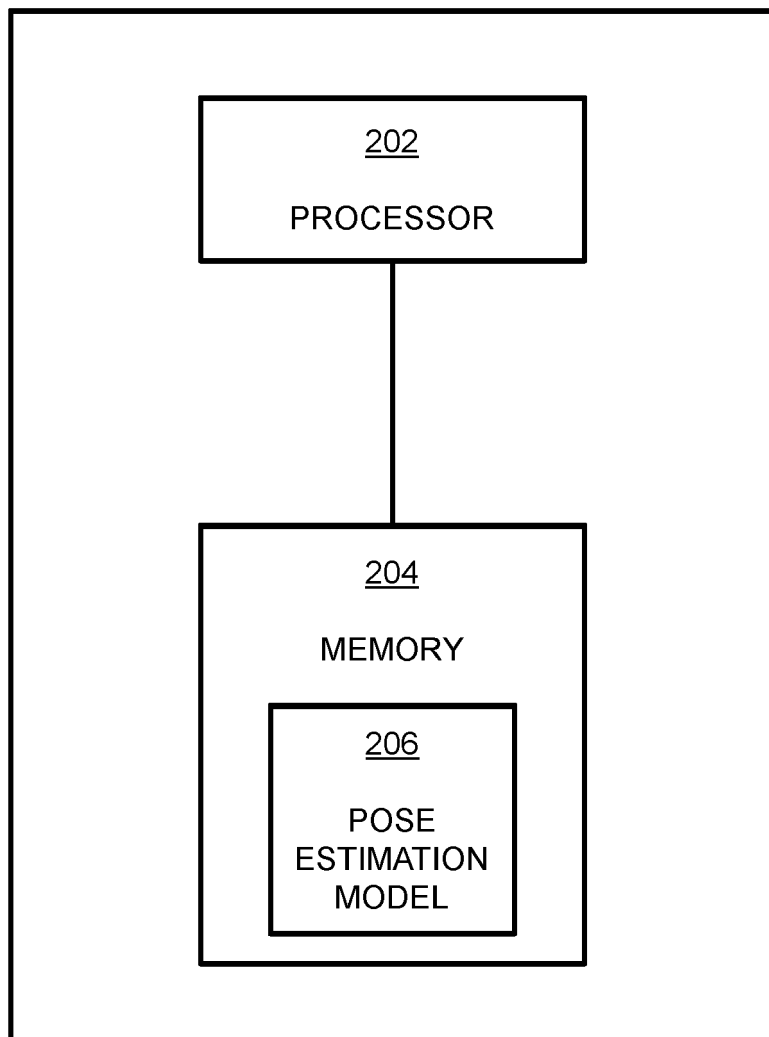 202
PROCESSOR
204
MEMORY
206
POSE
ESTIMATION
MODEL